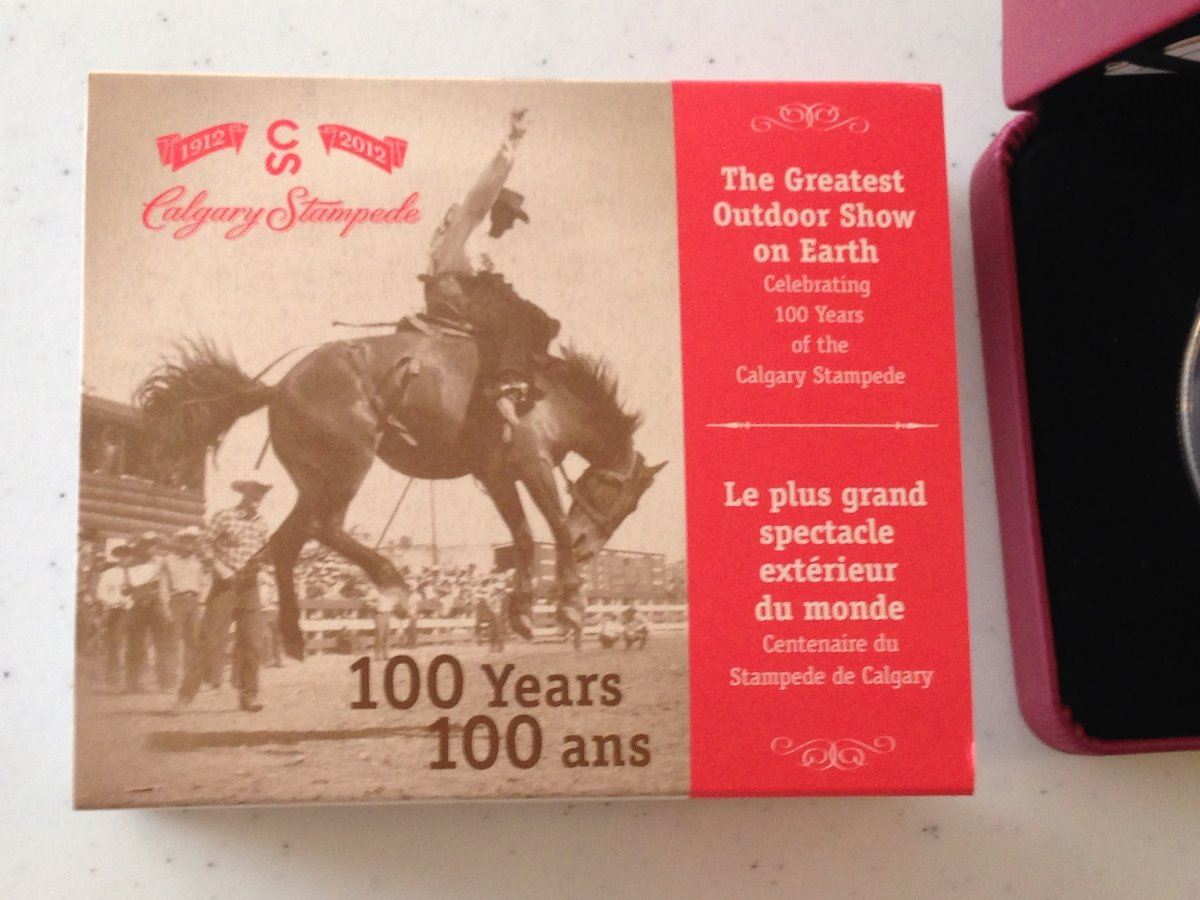 1912 CS 2012
Calgary Stampede
100 Years
100 ans
The Greatest
Outdoor Show
on Earth
Celebrating
100 Years
of the
Calgary Stampede
Le plus grand
spectacle
extérieur
du monde
Centenaire du
Stampede de Calgary